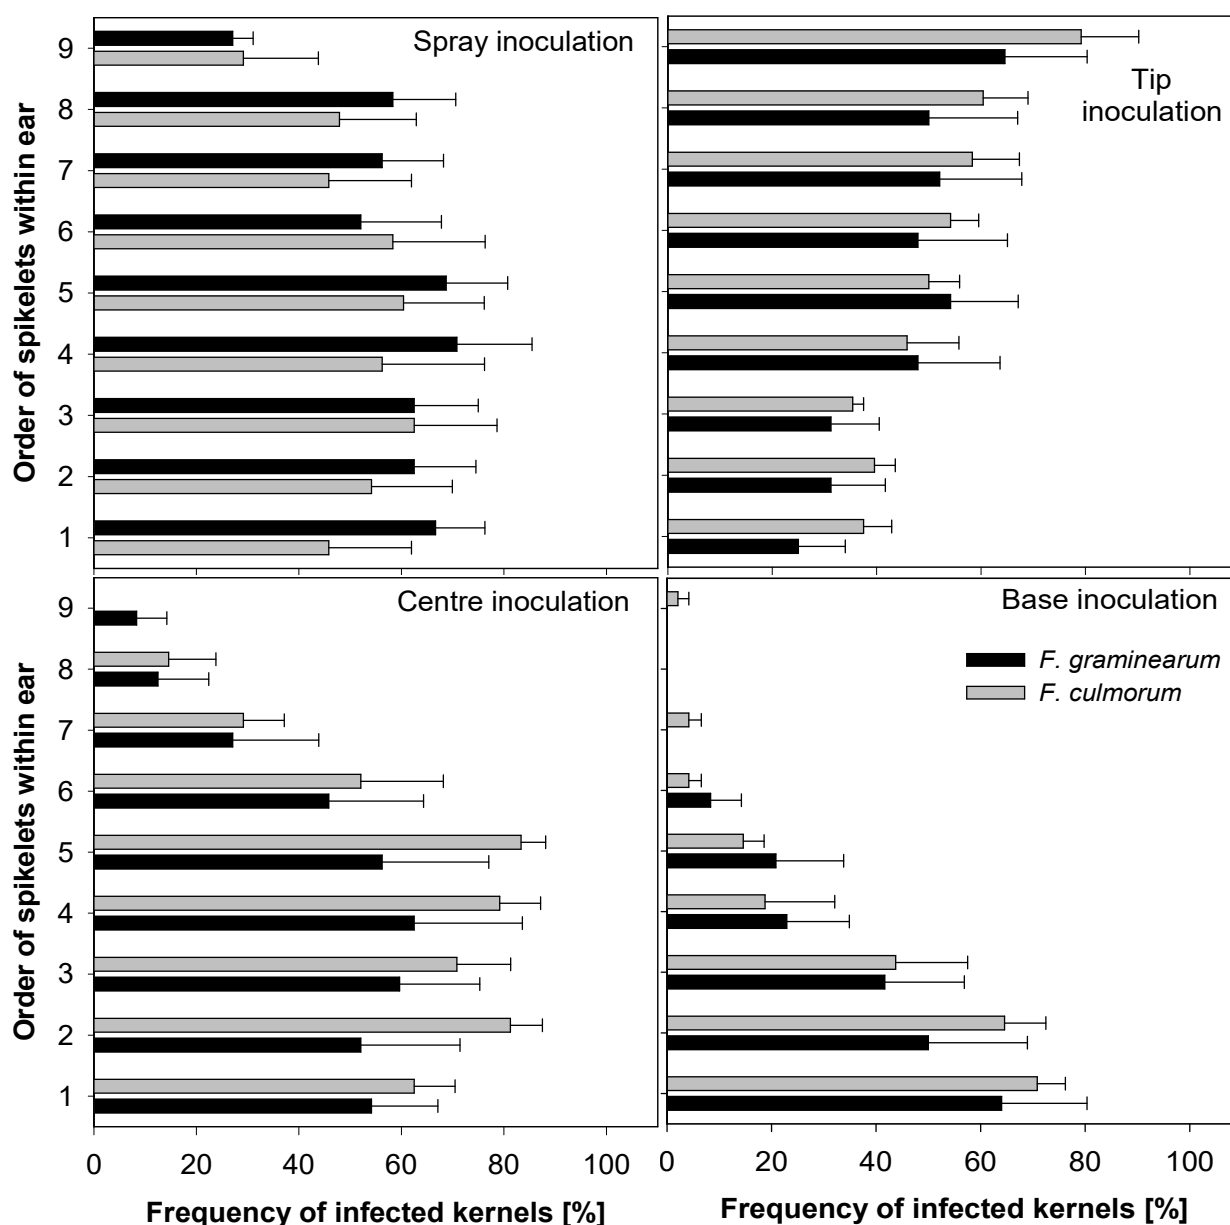 Spray inoculation
Order of spikelets within ear
9
8
7
6
5
4
3
2
1
Tip
inoculation
Centre inoculation
Order of spikelets within ear
9
8
7
6
5
4
3
2
1
0 20 40 60 80 100
Frequency of infected kernels [%]
Base inoculation
F. graminearum
F. culmorum
0 20 40 60 80 100
Frequency of infected kernels [%]